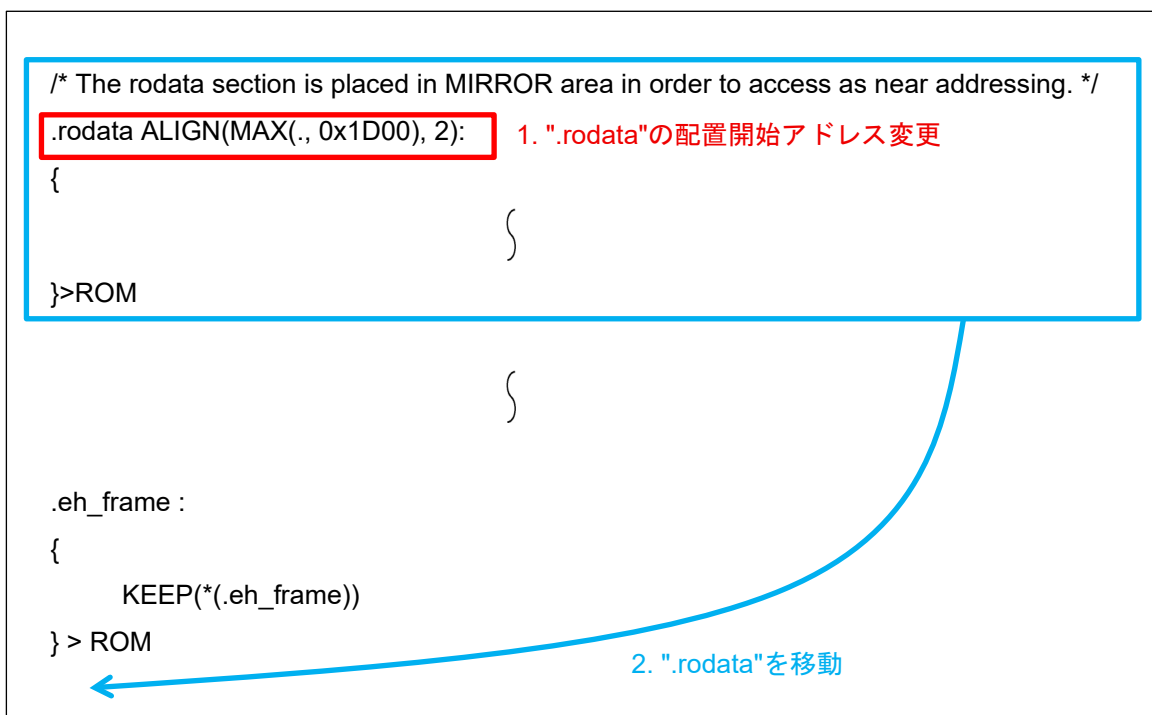 /* The rodata section is placed in MIRROR area in order to access as near addressing. */
.rodata ALIGN(MAX(., 0x1D00), 2):
1. ".rodata"の配置開始アドレス変更
{
}>ROM
.eh_frame :
{
KEEP(*(.eh_frame))
} > ROM
2. ".rodata"を移動